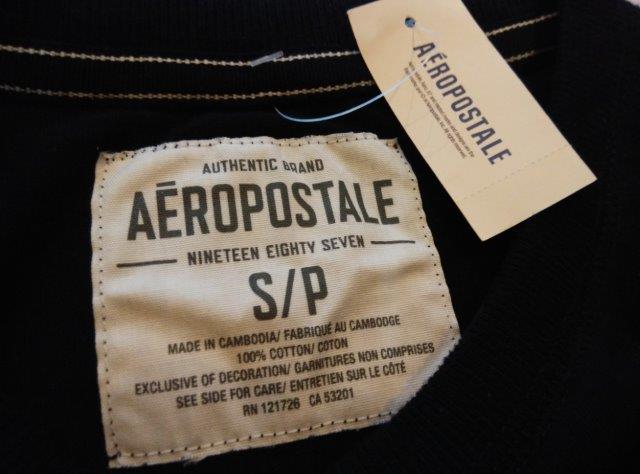 AUTHENTIC BRAND
AĒROPOSTALE
NINETEEN EIGHTY SEVEN
S/P
MADE IN CAMBODIA/ FABRIQUÉ AU CAMBODGE
100% COTTON/ COTON
EXCLUSIVE OF DECORATION/ GARNITURES NON COMPRISES
SEE SIDE FOR CARE/ ENTRETIEN SUR LE CÔTÉ
RN 121726 CA 53201
AÉROPOSTALE